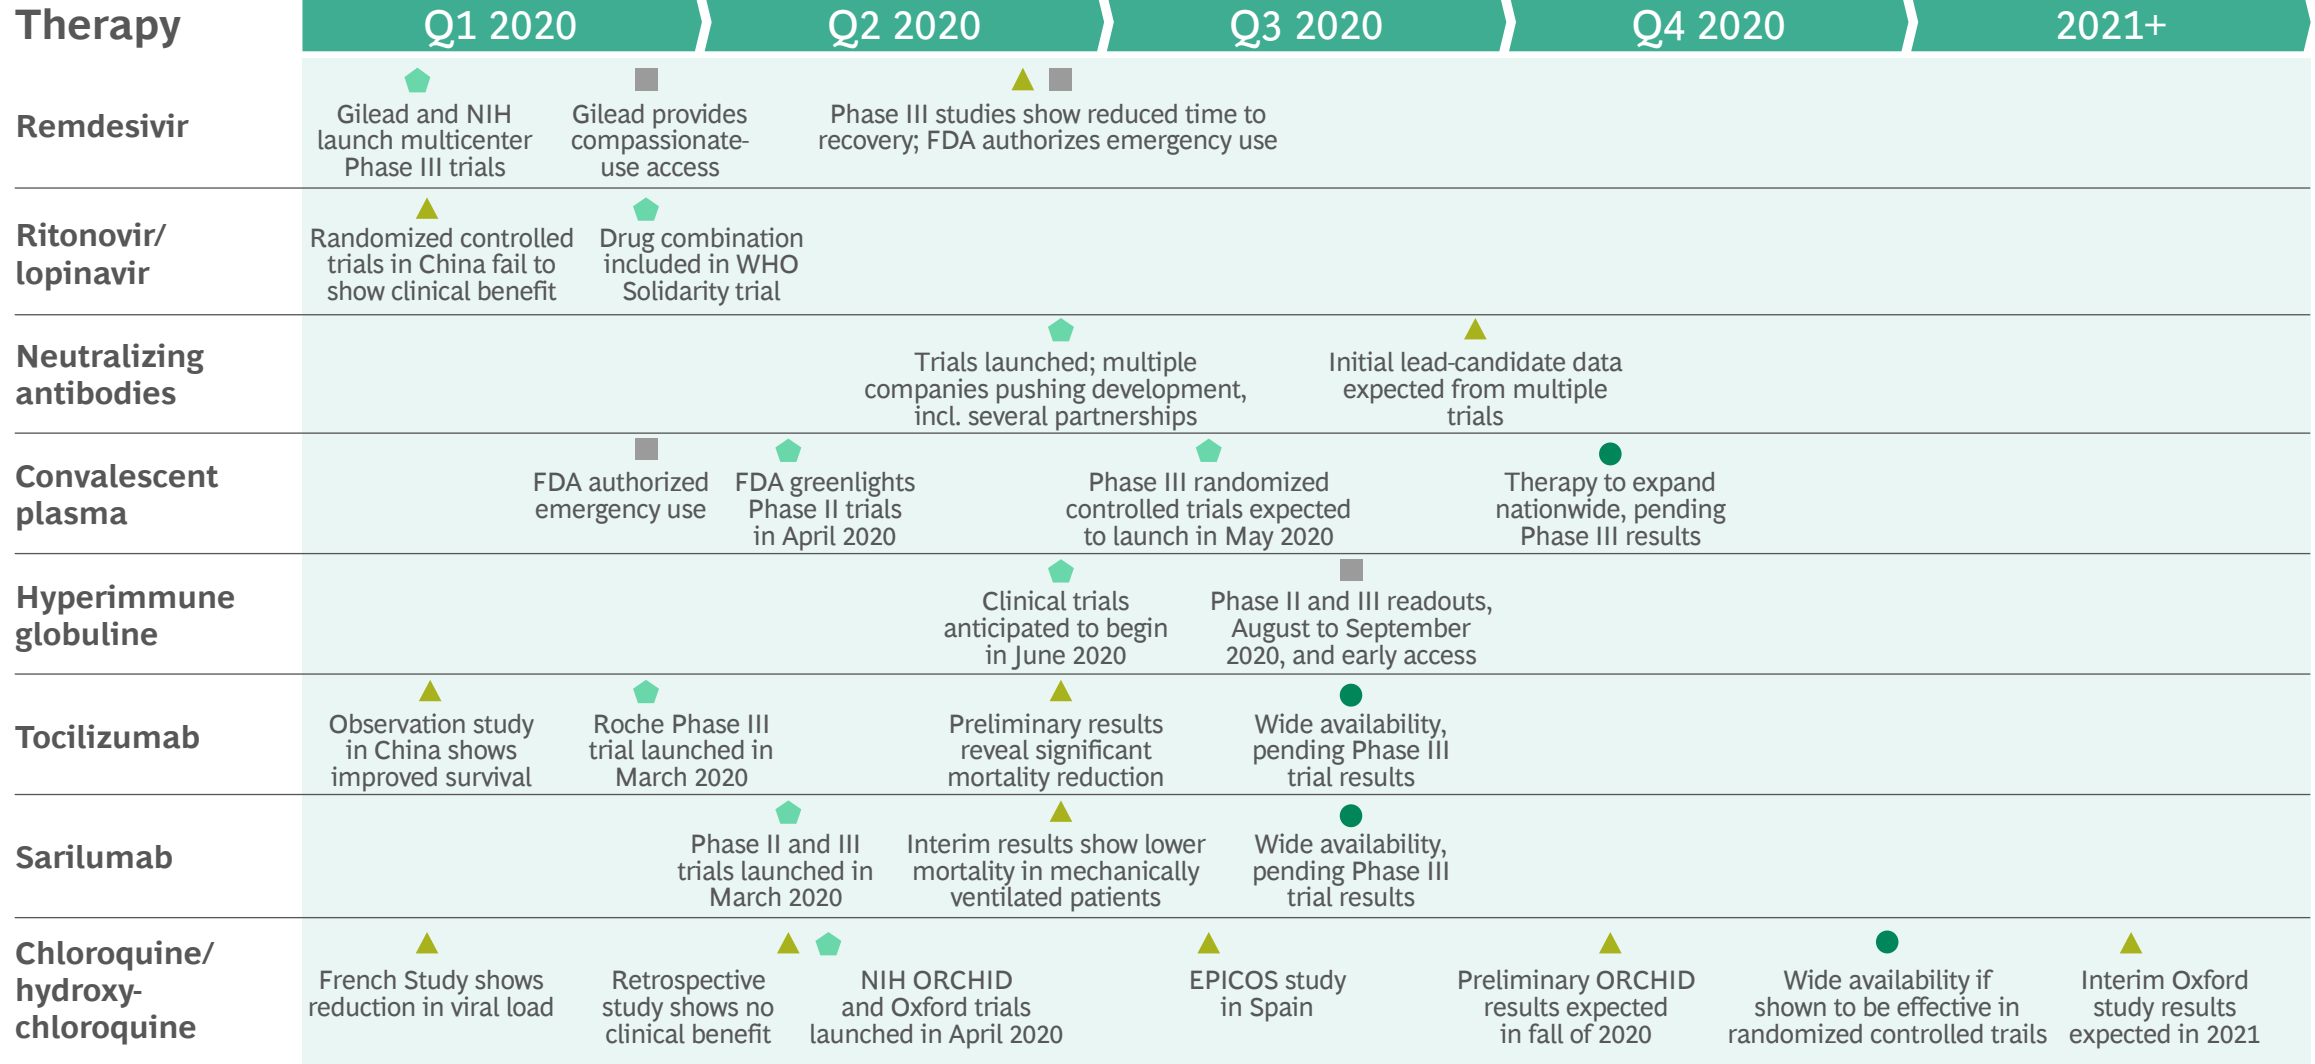 Therapy
Q1 2020
Q2 2020
Q3 2020
Q4 2020
2021+
Remdesivir
Gilead and NIH
launch multicenter
Phase III trials
Gilead provides
compassionate-
use access
Phase III studies show reduced time to
recovery; FDA authorizes emergency use
Ritonovir/
lopinavir
Randomized controlled
trials in China fail to
show clinical benefit
Drug combination
included in WHO
Solidarity trial
Neutralizing
antibodies
Trials launched; multiple
companies pushing development,
incl. several partnerships
Initial lead-candidate data
expected from multiple
trials
Convalescent
plasma
FDA authorized
emergency use
FDA greenlights
Phase II trials
in April 2020
Phase III randomized
controlled trials expected
to launch in May 2020
Therapy to expand
nationwide, pending
Phase III results
Hyperimmune
globuline
Clinical trials
anticipated to begin
in June 2020
Phase II and III readouts,
August to September
2020, and early access
Tocilizumab
Observation study
in China shows
improved survival
Roche Phase III
trial launched in
March 2020
Preliminary results
reveal significant
mortality reduction
Wide availability,
pending Phase III
trial results
Sarilumab
Phase II and III
trials launched in
March 2020
Interim results show lower
mortality in mechanically
ventilated patients
Wide availability,
pending Phase III
trial results
Chloroquine/
hydroxy-
chloroquine
French Study shows
reduction in viral load
Retrospective
study shows no
clinical benefit
NIH ORCHID
and Oxford trials
launched in April 2020
EPICOS study
in Spain
Preliminary ORCHID
results expected
in fall of 2020
Wide availability if
shown to be effective in
randomized controlled trails
Interim Oxford
study results
expected in 2021